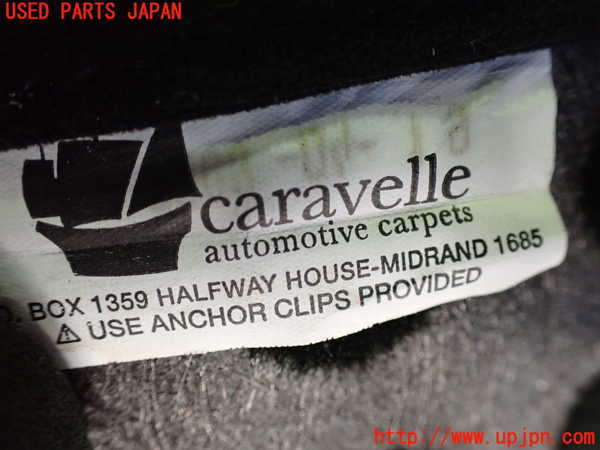 USED PARTS JAPAN
caravelle
automotive carpets
BOX 1359 HALFWAY HOUSE-MIDRAND 1685
⚠ USE ANCHOR CLIPS PROVIDED
http://www.upjpn.com/